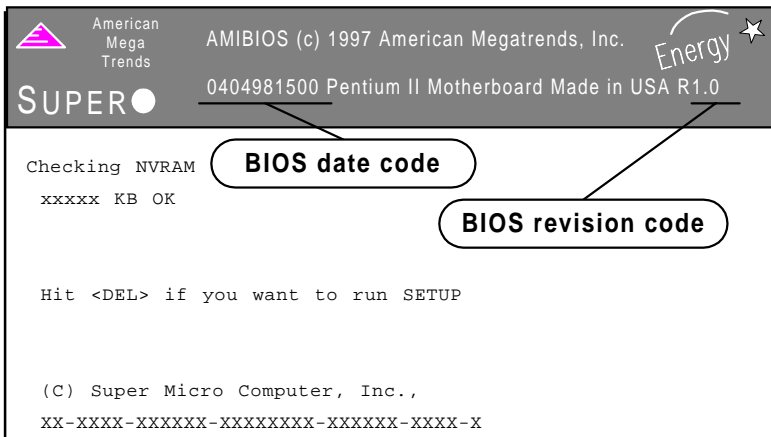 American
Mega
Trends
AMIBIOS (c) 1997 American Megatrends, Inc.
Energy
SUPER
0404981500 Pentium II Motherboard Made in USA R1.0
BIOS date code
Checking NVRAM
xxxxx KB OK
BIOS revision code
Hit <DEL> if you want to run SETUP
(C) Super Micro Computer, Inc.,
XX-XXXX-XXXXXX-XXXXXXXX-XXXXXX-XXXX-X